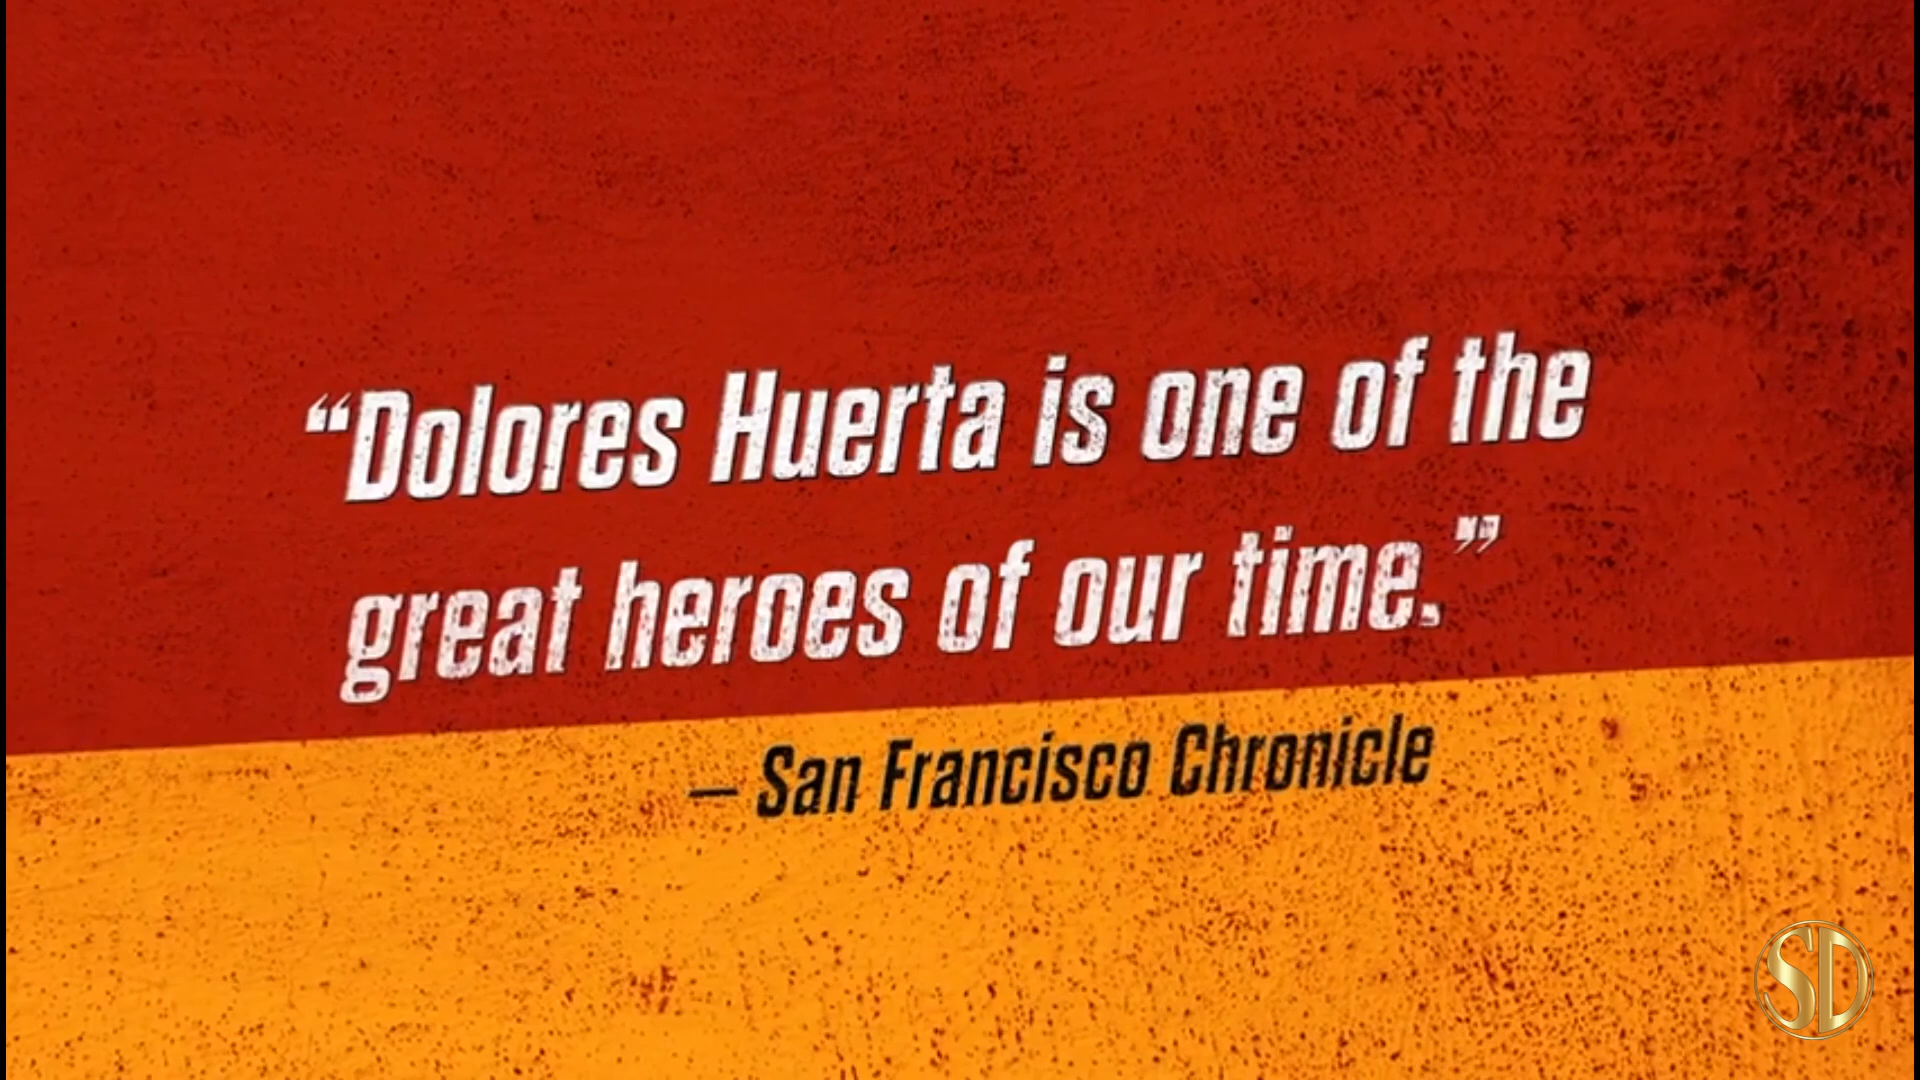 “Dolores Huerta is one of the
great heroes of our time.”
– San Francisco Chronicle
SD